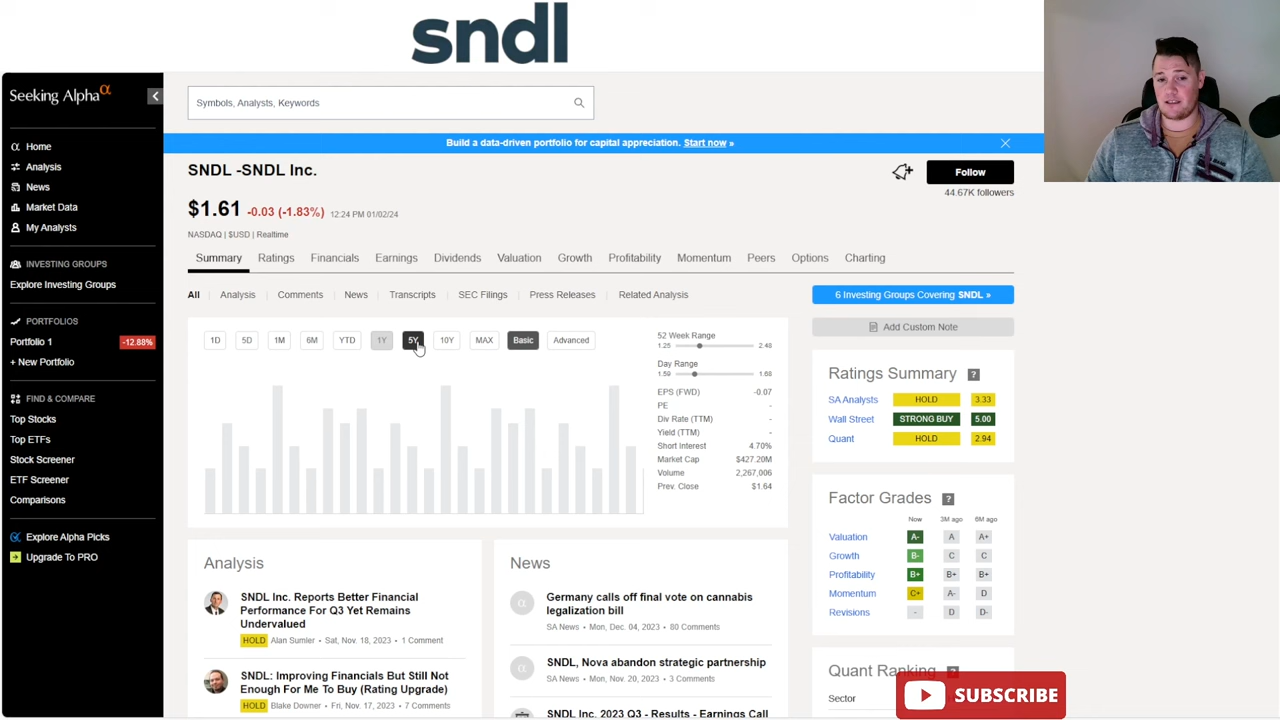 sndl
Seeking Alpha α
Home
Analysis
News
Market Data
My Analysts
INVESTING GROUPS
Explore Investing Groups
PORTFOLIOS
Portfolio 1 -12.88%
+ New Portfolio
FIND & COMPARE
Top Stocks
Top ETFs
Stock Screener
ETF Screener
Comparisons
Explore Alpha Picks
Upgrade To PRO
Symbols, Analysts, Keywords
Build a data-driven portfolio for capital appreciation. Start now »
SNDL -SNDL Inc.
Follow
44.67K followers
$1.61 -0.03 (-1.83%) 12:24 PM 01/02/24
NASDAQ | $USD | Realtime
Summary Ratings Financials Earnings Dividends Valuation Growth Profitability Momentum Peers Options Charting
All Analysis Comments News Transcripts SEC Filings Press Releases Related Analysis
1D 5D 1M 6M YTD 1Y 5Y 10Y MAX Basic Advanced
52 Week Range
1.25 2.48
Day Range
1.59 1.68
EPS (FWD) -0.07
PE -
Div Rate (TTM) -
Yield (TTM) -
Short Interest 4.70%
Market Cap $427.20M
Volume 2,267,006
Prev. Close $1.64
6 Investing Groups Covering SNDL »
Add Custom Note
Ratings Summary ?
SA Analysts HOLD 3.33
Wall Street STRONG BUY 5.00
Quant HOLD 2.94
Factor Grades ?
Now 3M ago 6M ago
Valuation A- A A+
Growth B- C C
Profitability B+ B+ B+
Momentum C+ A- D
Revisions - D D-
Quant Ranking ?
Sector
Analysis
SNDL Inc. Reports Better Financial
Performance For Q3 Yet Remains
Undervalued
HOLD Alan Sumler • Sat, Nov. 18, 2023 • 1 Comment
SNDL: Improving Financials But Still Not
Enough For Me To Buy (Rating Upgrade)
HOLD Blake Downer • Fri, Nov. 17, 2023 • 7 Comments
News
Germany calls off final vote on cannabis
legalization bill
SA News • Mon, Dec. 04, 2023 • 80 Comments
SNDL, Nova abandon strategic partnership
SA News • Mon, Nov. 20, 2023 • 3 Comments
SNDL Inc. 2023 Q3 - Results - Earnings Call
SUBSCRIBE